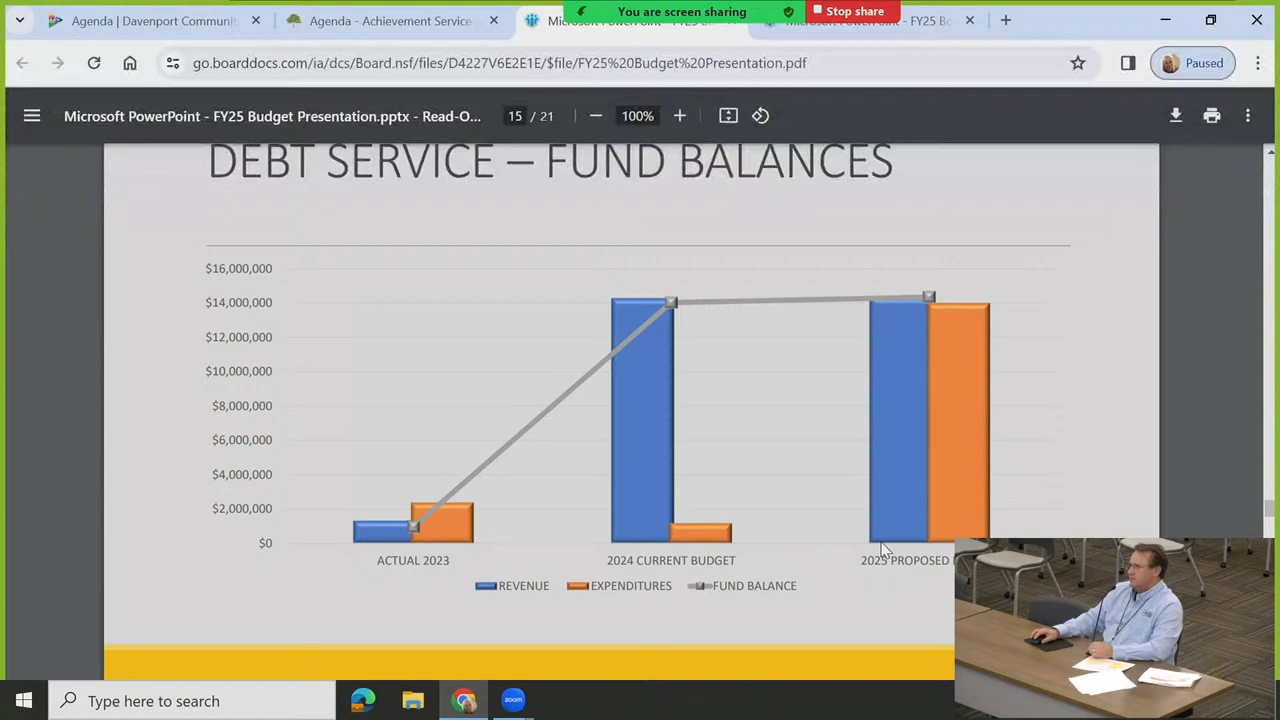 Agenda | Davenport Communit
Agenda - Achievement Service
You are screen sharing
Stop share
go.boarddocs.com/ia/dcs/Board.nsf/files/D4227V6E2E1E/$file/FY25%20Budget%20Presentation.pdf
Paused
Microsoft PowerPoint - FY25 Budget Presentation.pptx - Read-O...
15 / 21
100%
DEBT SERVICE – FUND BALANCES
$16,000,000
$14,000,000
$12,000,000
$10,000,000
$8,000,000
$6,000,000
$4,000,000
$2,000,000
$0
ACTUAL 2023
2024 CURRENT BUDGET
2025 PROPOSED
REVENUE
EXPENDITURES
FUND BALANCE
Type here to search
zoom